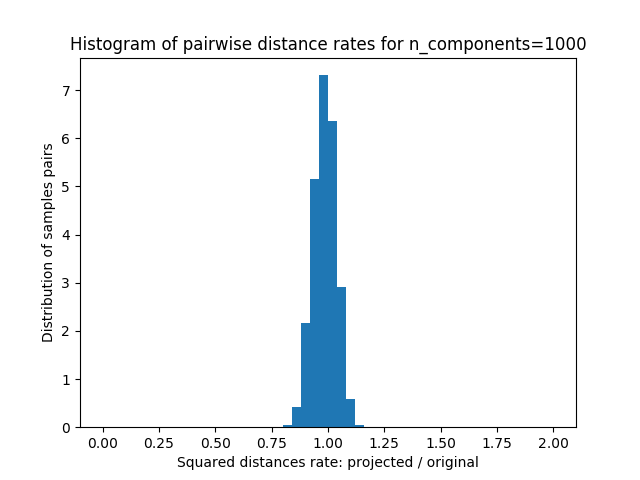 Histogram of pairwise distance rates for n_components=1000
Distribution of samples pairs
7
6
5
4
3
2
1
0
0.00 0.25 0.50 0.75 1.00 1.25 1.50 1.75 2.00
Squared distances rate: projected / original